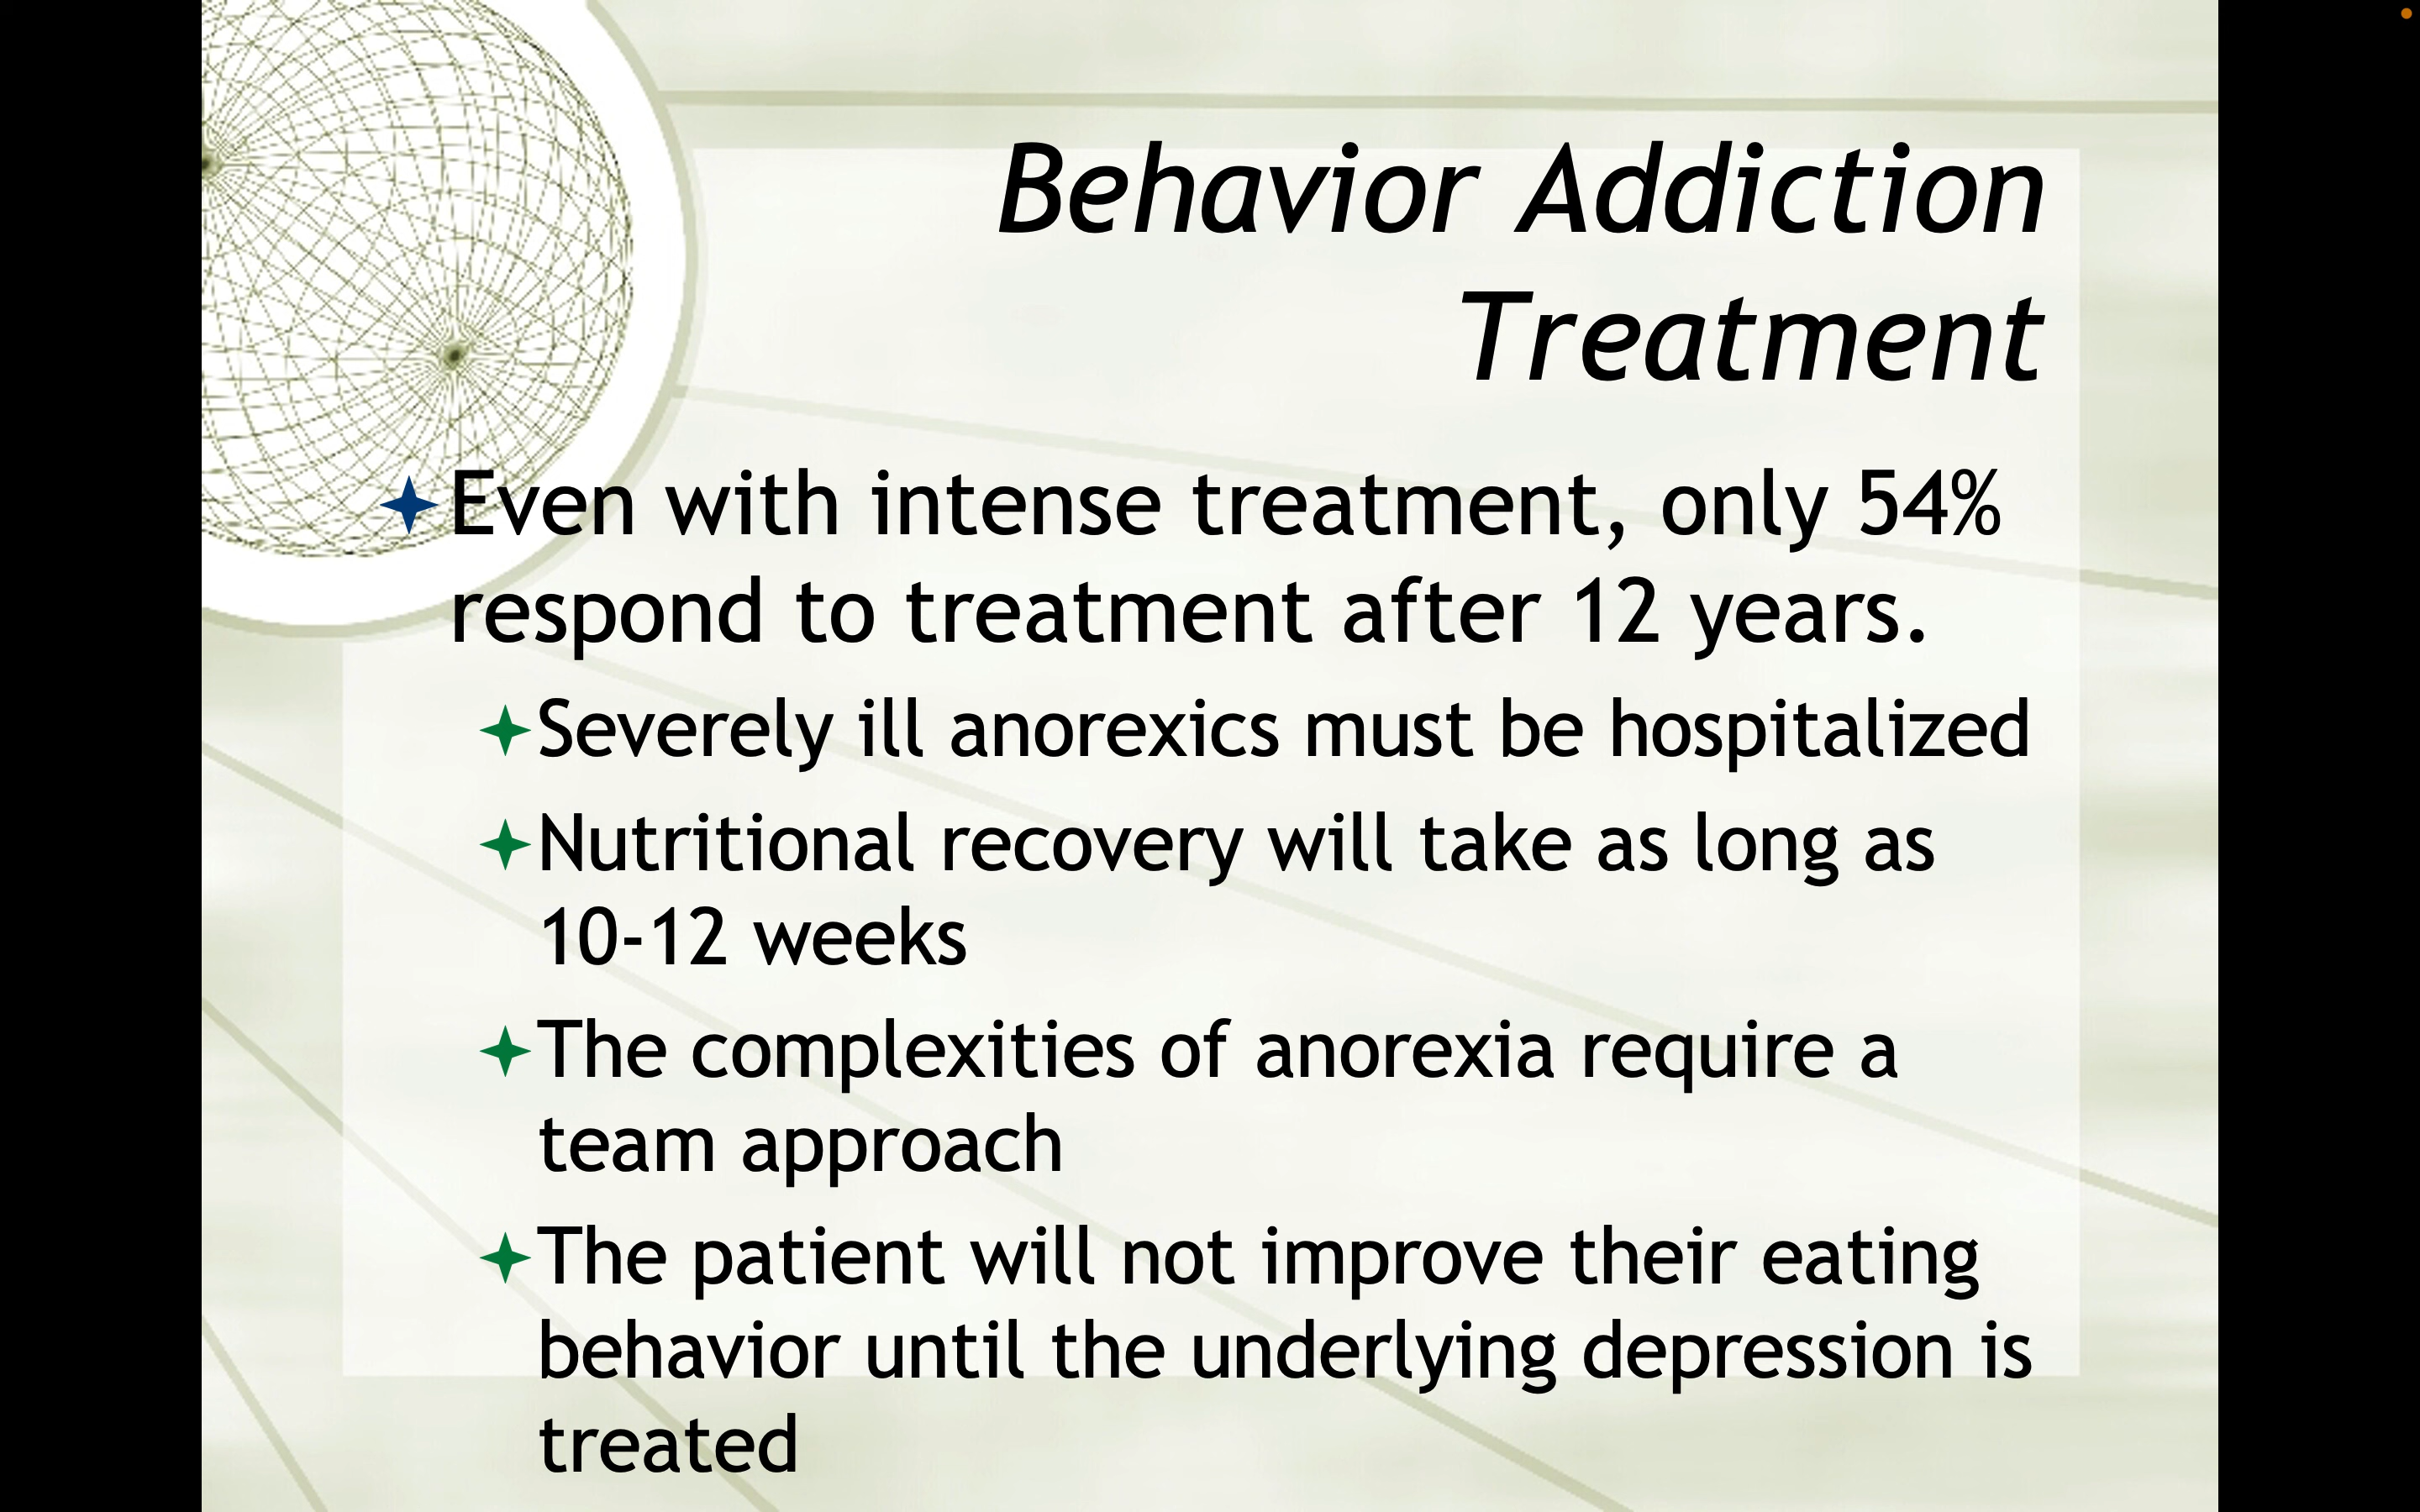 Behavior Addiction
Treatment
Even with intense treatment, only 54%
respond to treatment after 12 years.
Severely ill anorexics must be hospitalized
Nutritional recovery will take as long as
10-12 weeks
The complexities of anorexia require a
team approach
The patient will not improve their eating
behavior until the underlying depression is
treated